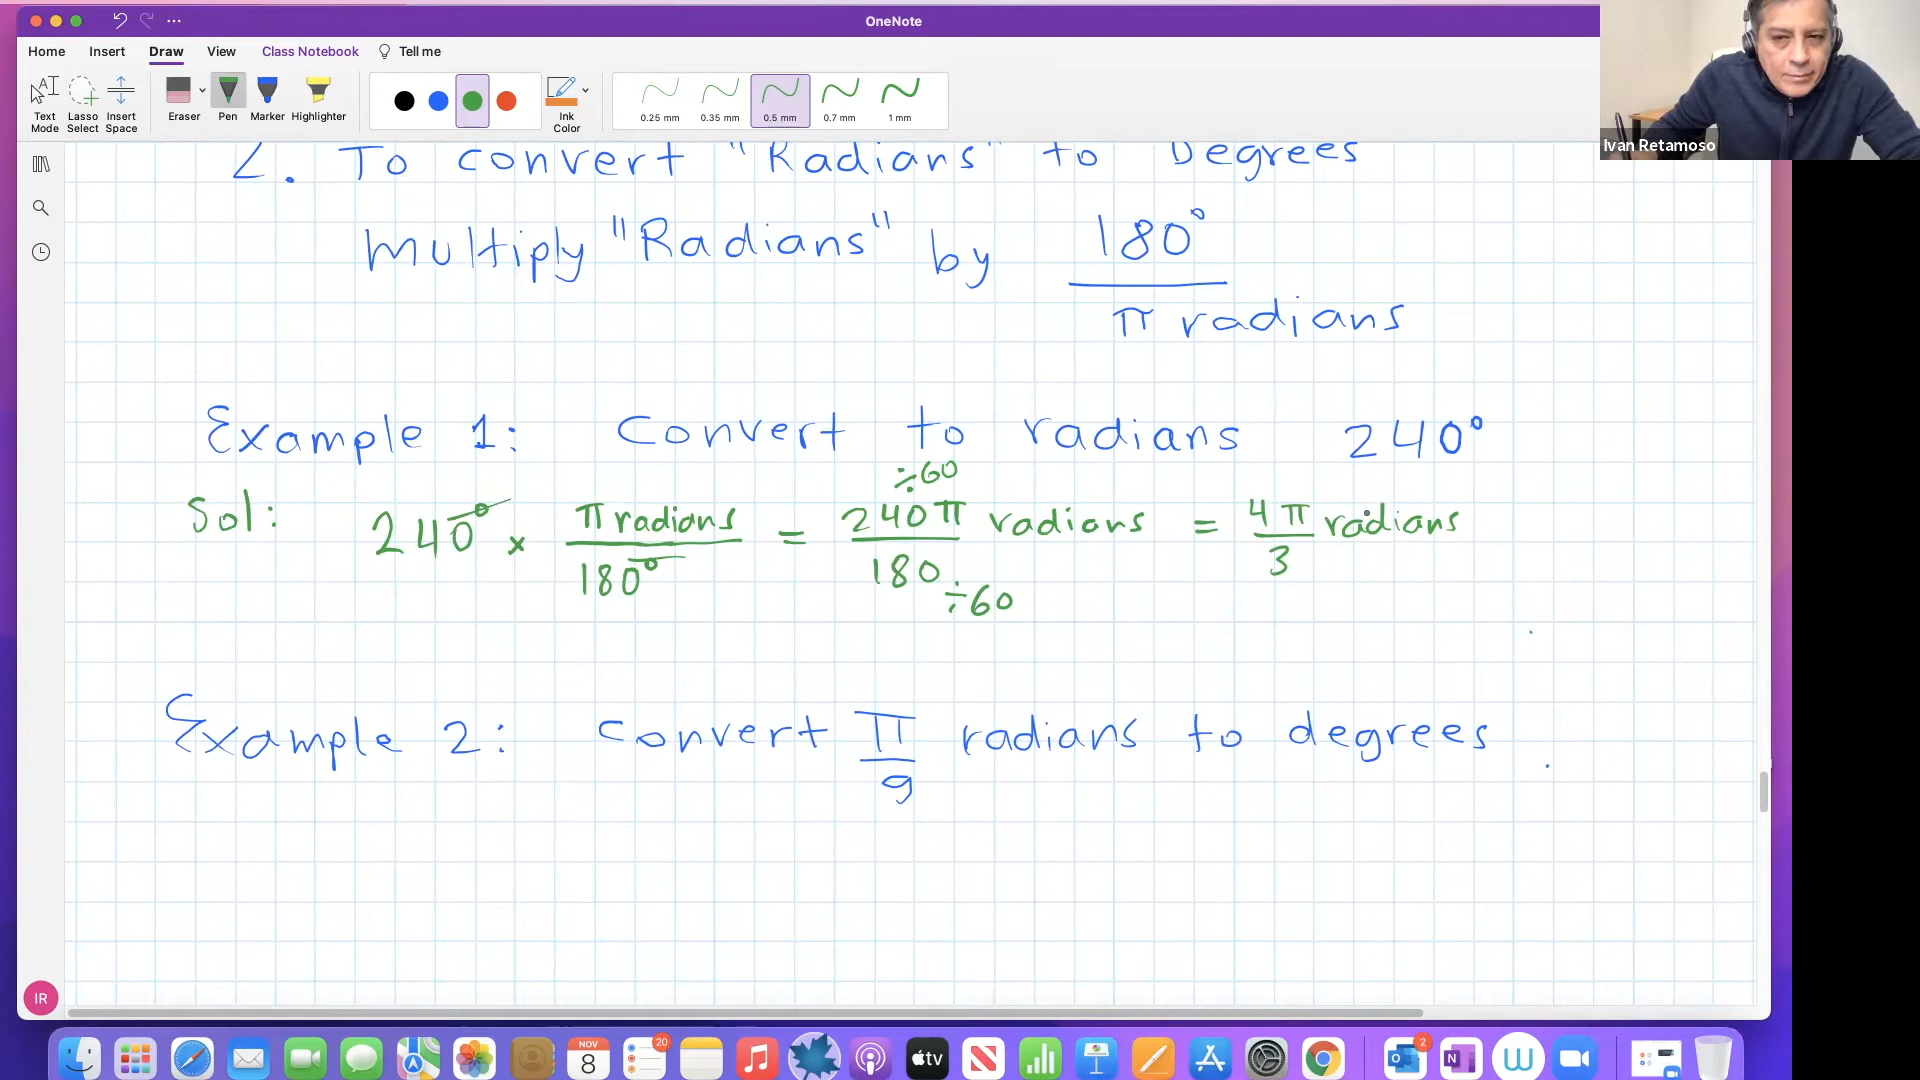 OneNote
Home Insert Draw View Class Notebook Tell me
Text Mode Lasso Select Insert Space Eraser Pen Marker Highlighter Ink Color 0.25 mm 0.35 mm 0.5 mm 0.7 mm 1 mm
Ivan Retamoso
2. To convert "Radians" to Degrees
multiply "Radians" by 180° / π radians
Example 1: Convert to radians 240°
÷60
Sol: 240° × π radians / 180° = 240π / 180 radians = 4π / 3 radians
÷60
Example 2: Convert π / 9 radians to degrees.
IR
NOV 8
20
tv
2